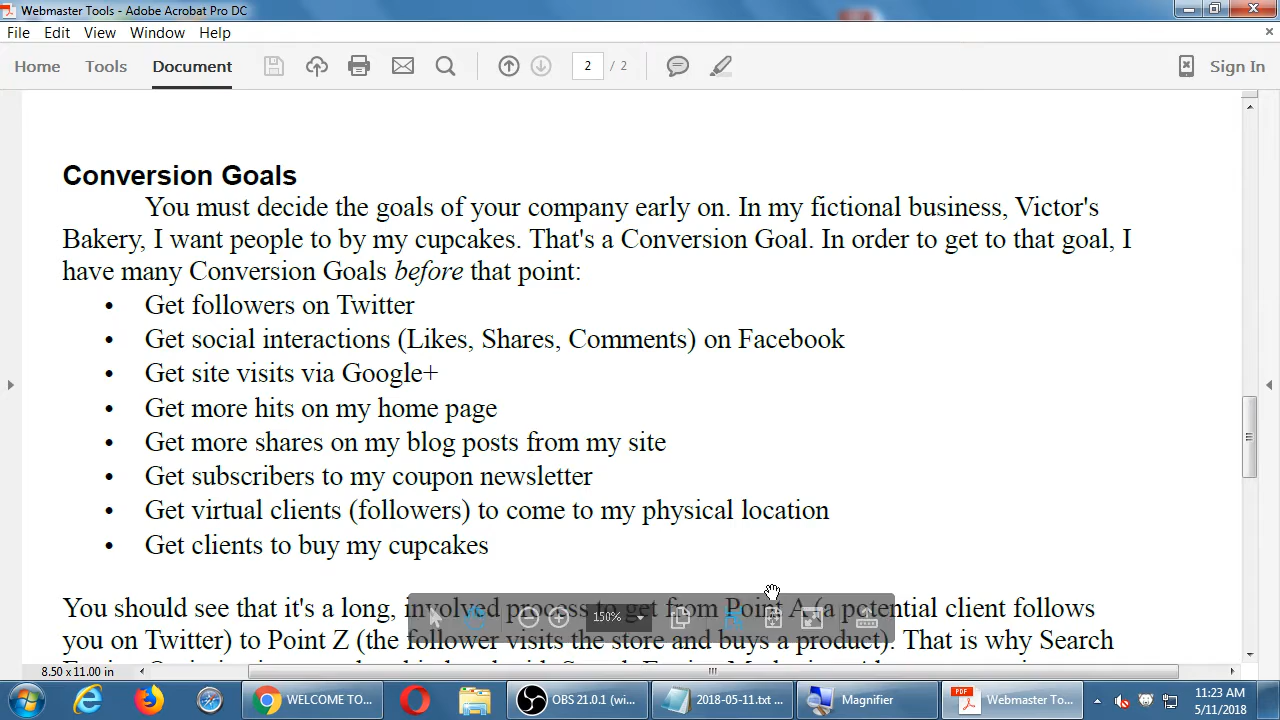 Webmaster Tools - Adobe Acrobat Pro DC
File Edit View Window Help
Home Tools Document 2 / 2 Sign In
Conversion Goals
You must decide the goals of your company early on. In my fictional business, Victor's
Bakery, I want people to by my cupcakes. That's a Conversion Goal. In order to get to that goal, I
have many Conversion Goals before that point:
• Get followers on Twitter
• Get social interactions (Likes, Shares, Comments) on Facebook
• Get site visits via Google+
• Get more hits on my home page
• Get more shares on my blog posts from my site
• Get subscribers to my coupon newsletter
• Get virtual clients (followers) to come to my physical location
• Get clients to buy my cupcakes
You should see that it's a long, involved process to get from Point A (a potential client follows
150%
you on Twitter) to Point Z (the follower visits the store and buys a product). That is why Search
8.50 x 11.00 in
WELCOME TO... OBS 21.0.1 (wi... 2018-05-11.txt ... Magnifier PDF Webmaster To... 11:23 AM
5/11/2018